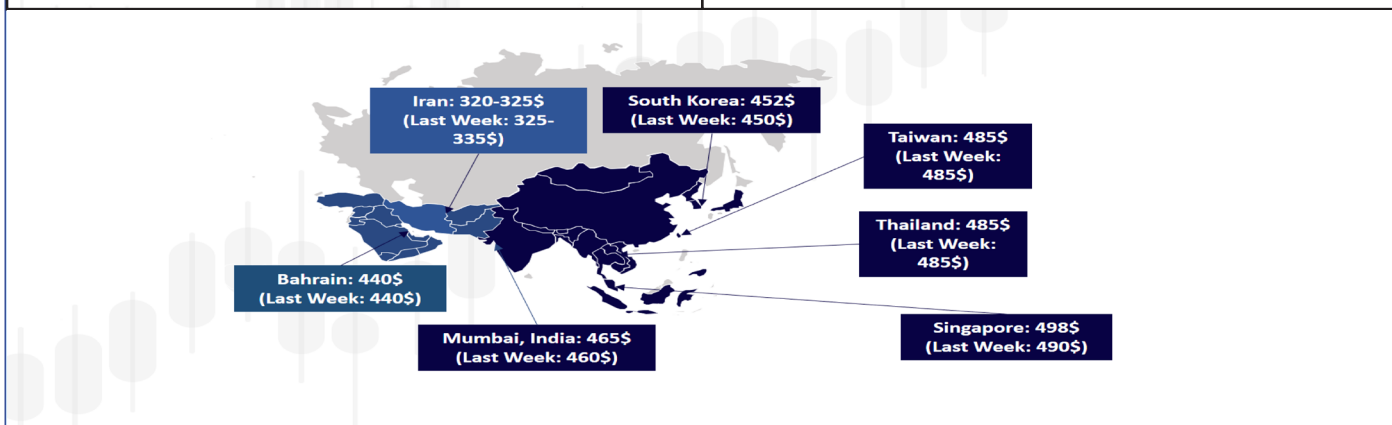 Iran: 320-325$
(Last Week: 325-
335$)
South Korea: 452$
(Last Week: 450$)
Taiwan: 485$
(Last Week:
485$)
Thailand: 485$
(Last Week:
485$)
Bahrain: 440$
(Last Week: 440$)
Mumbai, India: 465$
(Last Week: 460$)
Singapore: 498$
(Last Week: 490$)